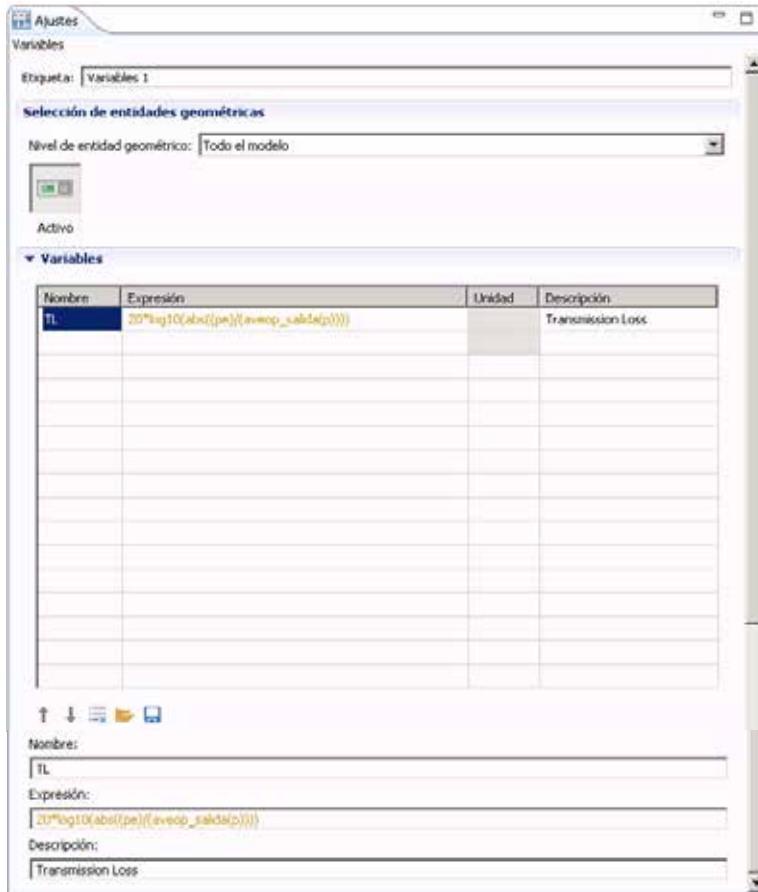 Ajustes
Variables
Etiqueta: Variables 1
Selección de entidades geométricas
Nivel de entidad geométrico: Todo el modelo
Activo
Variables
Nombre Expresión Unidad Descripción
TL 20*log10(abs((pe)/(aveop_salida(p)))) Transmission Loss
Nombre:
TL
Expresión:
20*log10(abs((pe)/(aveop_salida(p))))
Descripción:
Transmission Loss